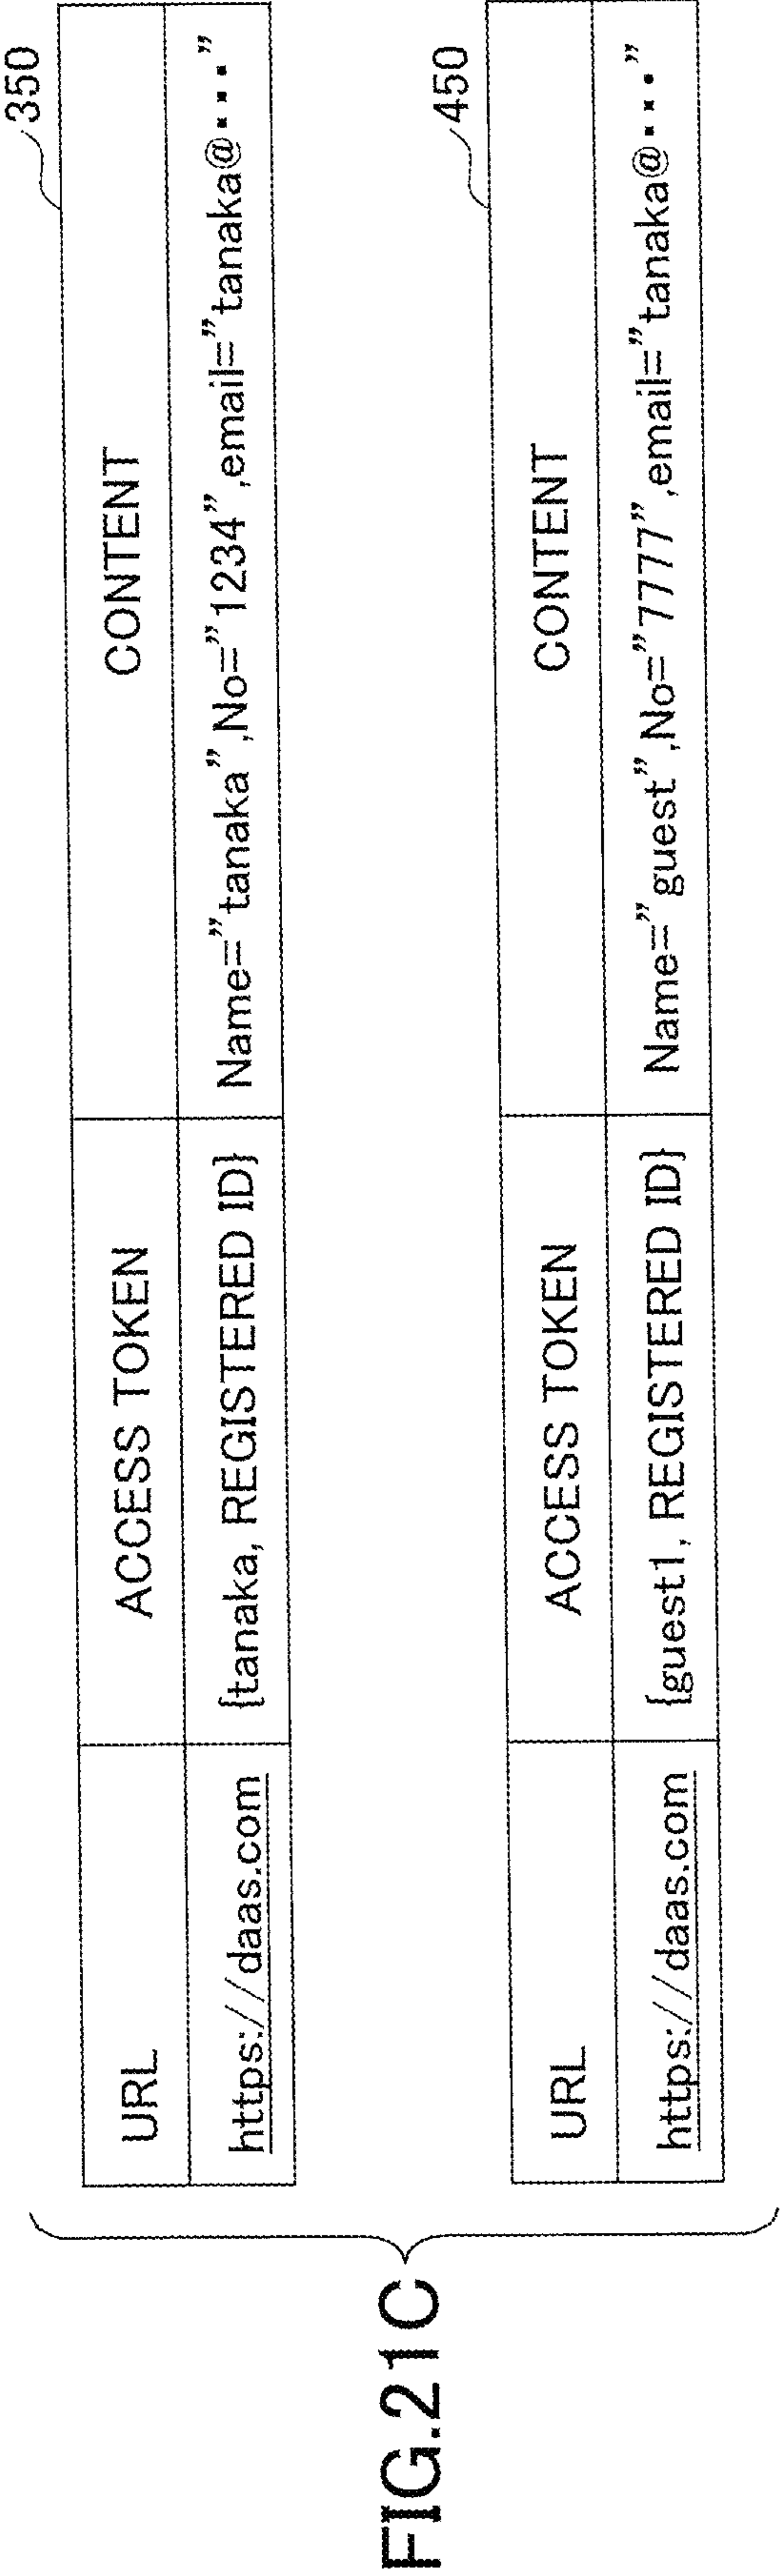 FIG.21C
350
URL ACCESS TOKEN CONTENT
https://daas.com {tanaka, REGISTERED ID} Name=”tanaka”,No=”1234”,email=”tanaka@・・・”
450
URL ACCESS TOKEN CONTENT
https://daas.com {guest1, REGISTERED ID} Name=”guest”,No=”7777”,email=”tanaka@・・・”